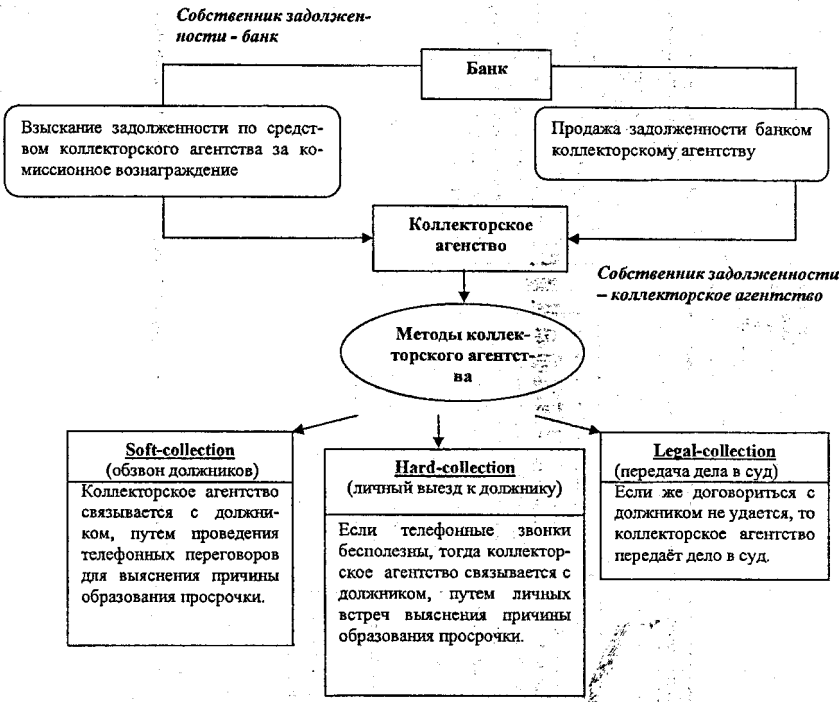 Собственник задолжен-
ности - банк
Банк
Взыскание задолженности по средст-
вом коллекторского агентства за ко-
миссионное вознаграждение
Продажа задолженности банком
коллекторскому агентству
Коллекторское
агенство
Собственник задолженности
– коллекторское агентство
Методы коллек-
торского агентст-
ва
Soft-collection
(обзвон должников)
Коллекторское агентство
связывается с должни-
ком, путем проведения
телефонных переговоров
для выяснения причины
образования просрочки.
Hard-collection
(личный выезд к должнику)
Если телефонные звонки
бесполезны, тогда коллектор-
ское агентство связывается с
должником, путем личных
встреч выяснения причины
образования просрочки.
Legal-collection
(передача дела в суд)
Если же договориться с
должником не удается, то
коллекторское агентство
передаёт дело в суд.